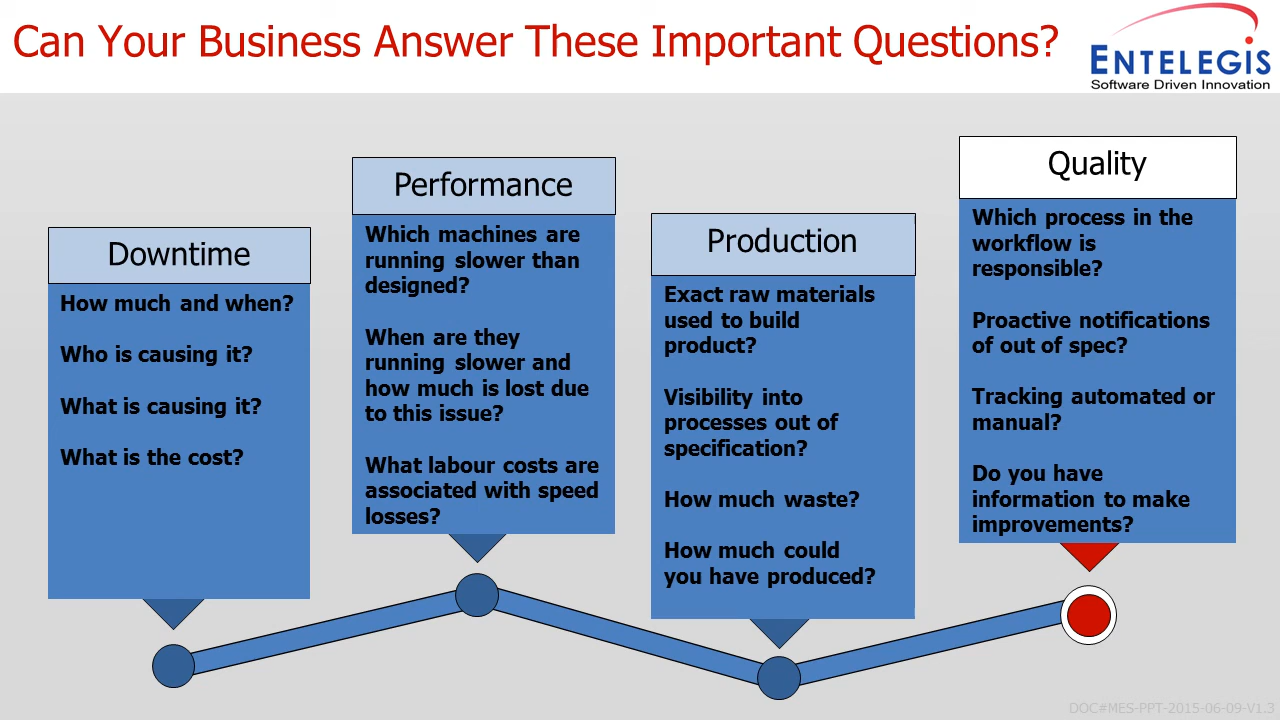 Can Your Business Answer These Important Questions?
ENTELEGIS
Software Driven Innovation
Downtime
How much and when?
Who is causing it?
What is causing it?
What is the cost?
Performance
Which machines are
running slower than
designed?
When are they
running slower and
how much is lost due
to this issue?
What labour costs are
associated with speed
losses?
Production
Exact raw materials
used to build
product?
Visibility into
processes out of
specification?
How much waste?
How much could
you have produced?
Quality
Which process in the
workflow is
responsible?
Proactive notifications
of out of spec?
Tracking automated or
manual?
Do you have
information to make
improvements?
DOC#MES-PPT-2015-06-09-V1.3